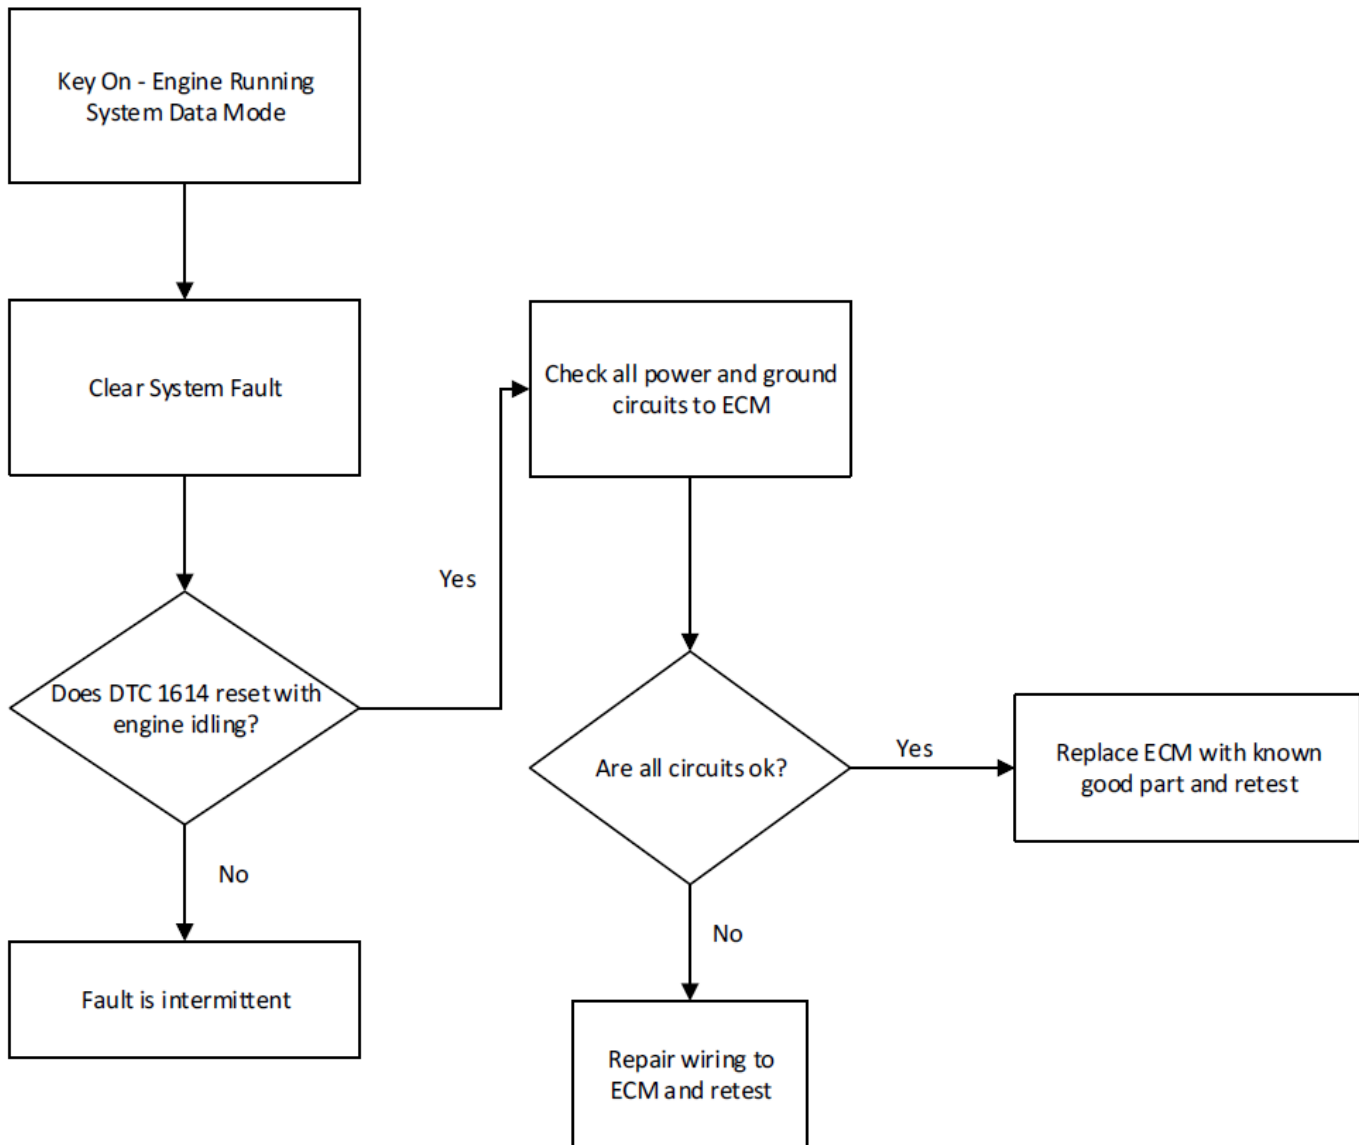 Key On - Engine Running
System Data Mode
Clear System Fault
Does DTC 1614 reset with
engine idling?
No
Fault is intermittent
Yes
Check all power and ground
circuits to ECM
Are all circuits ok?
Yes
Replace ECM with known
good part and retest
No
Repair wiring to
ECM and retest